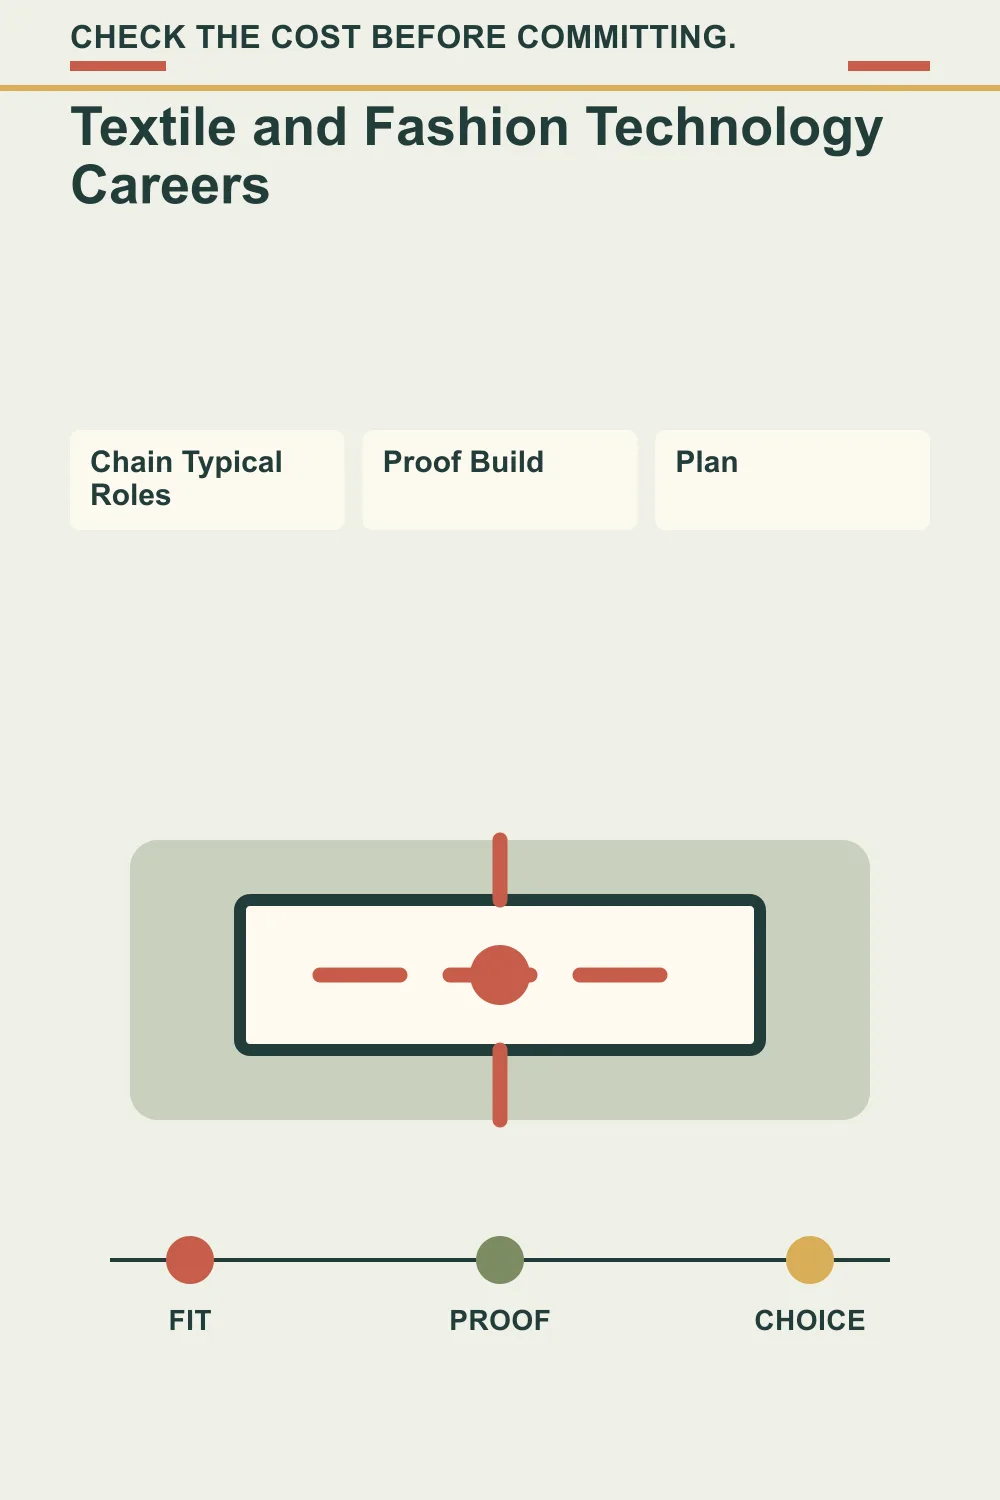 CHECK THE COST BEFORE COMMITTING.
Textile and Fashion Technology
Careers
Chain Typical
Roles
Proof Build
Plan
FIT
PROOF
CHOICE